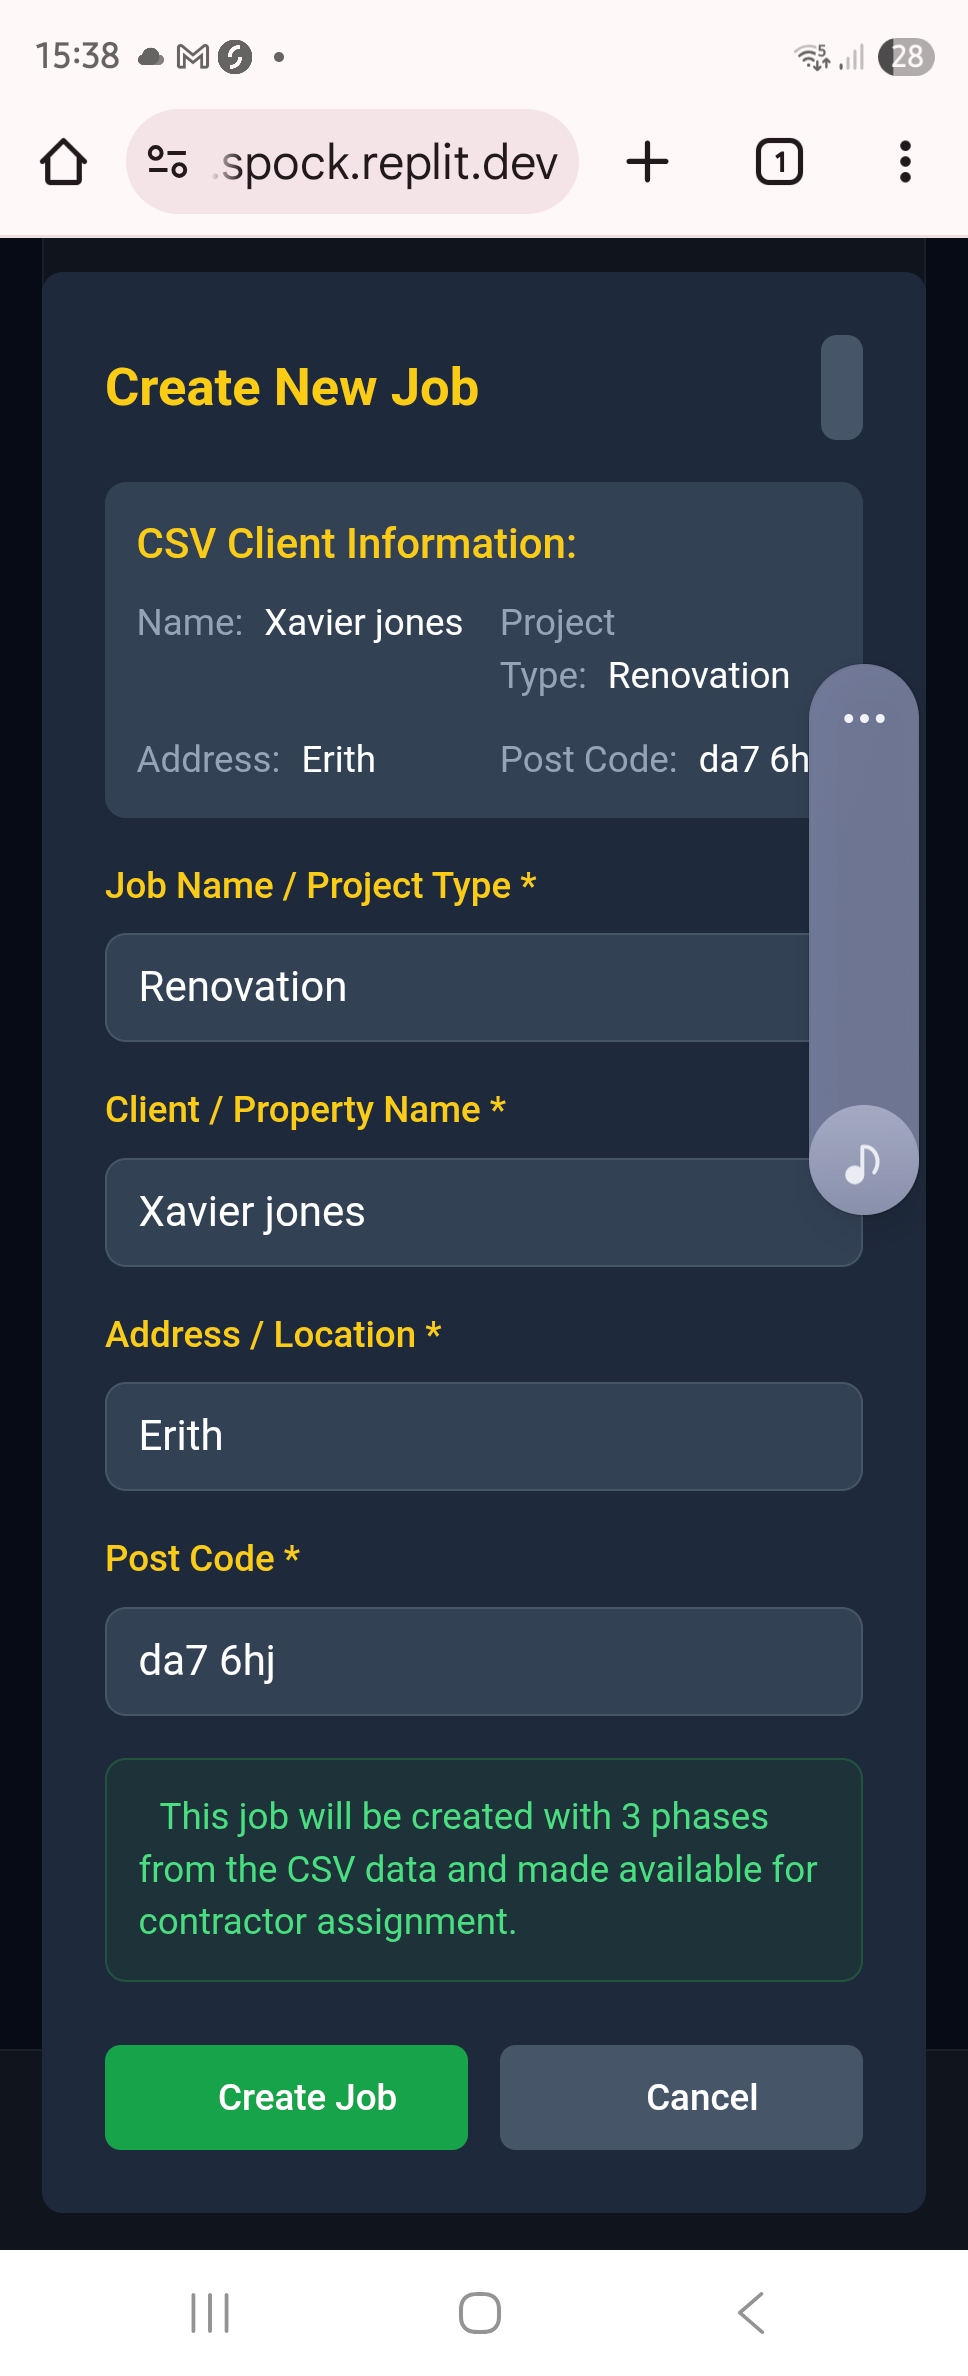 15:38
28
.spock.replit.dev
1
Create New Job
CSV Client Information:
Name: Xavier jones
Project
Type: Renovation
Address: Erith
Post Code: da7 6h
Job Name / Project Type *
Renovation
Client / Property Name *
Xavier jones
Address / Location *
Erith
Post Code *
da7 6hj
This job will be created with 3 phases
from the CSV data and made available for
contractor assignment.
Create Job
Cancel